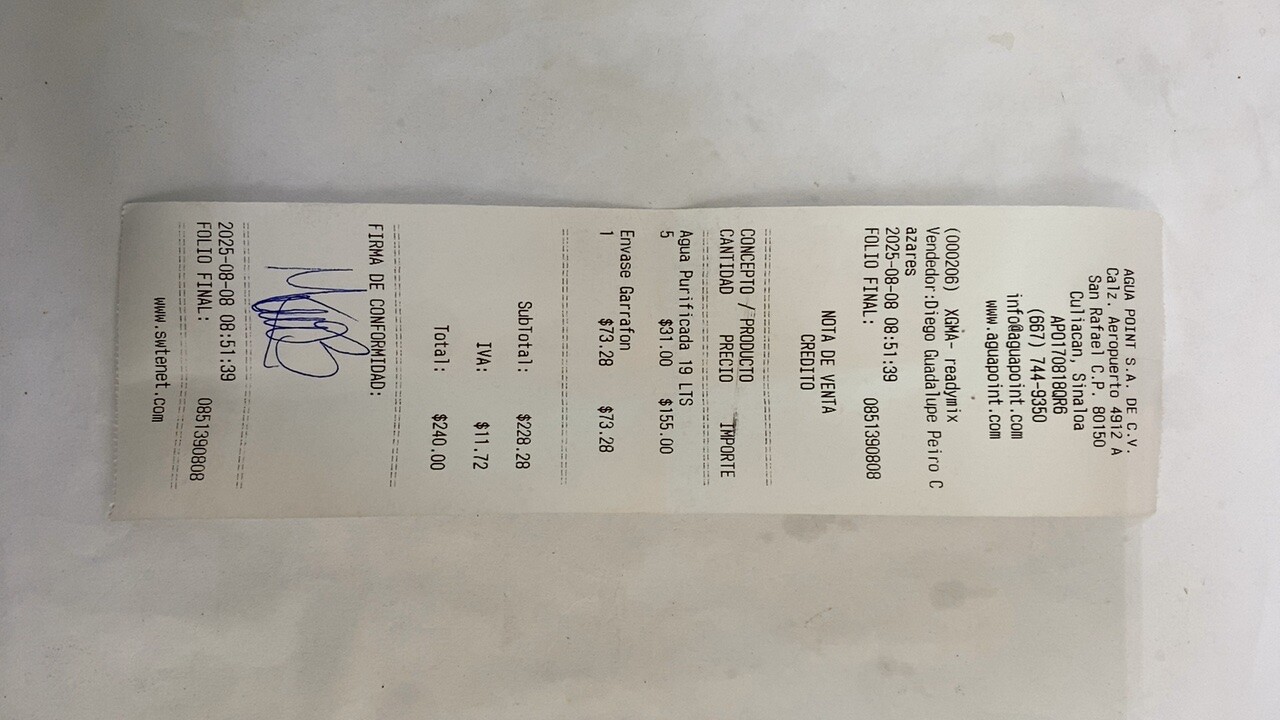 AGUA POINT S.A. DE C.V.
Calz. Aeropuerto 4912 A
San Rafael C.P. 80150
Culiacan, Sinaloa
APO170818QR6
(667) 744-9350
info@aguapoint.com
www.aguapoint.com
(000206) XQMIA- readymix
Vendedor:Diego Guadalupe Peiro C
azares
2025-08-08 08:51:39
FOLIO FINAL: 0851390808
NOTA DE VENTA
CREDITO
CONCEPTO / PRODUCTO
CANTIDAD PRECIO IMPORTE
Agua Purificada 19 LTS
5 $31.00 $155.00
Envase Garrafon
1 $73.28 $73.28
SubTotal: $228.28
IVA: $11.72
Total: $240.00
FIRMA DE CONFORMIDAD:
2025-08-08 08:51:39
FOLIO FINAL: 0851390808
www.swtenet.com